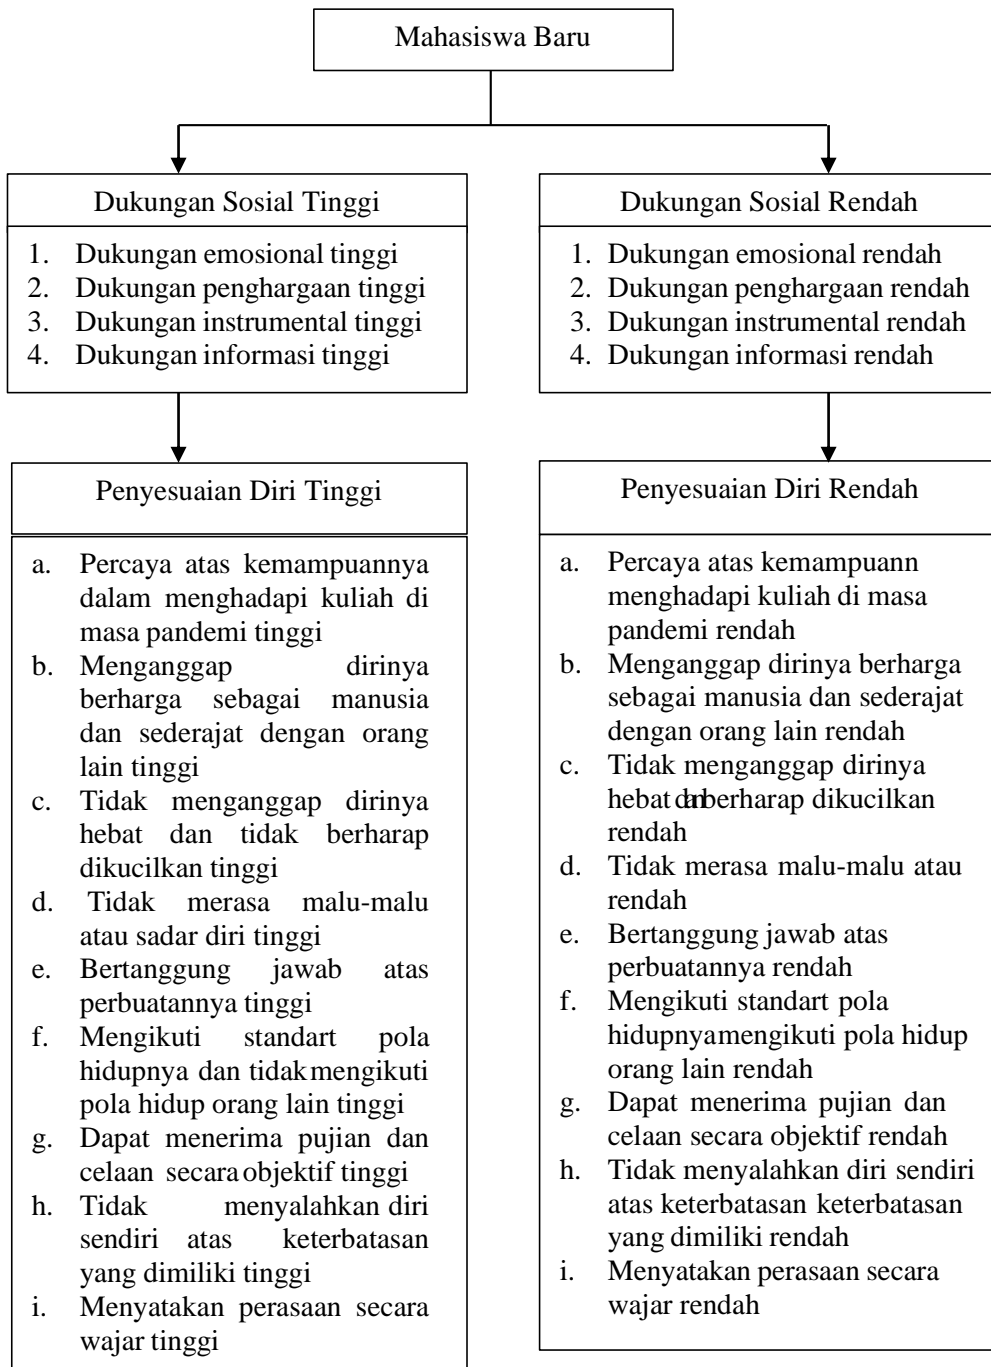 Mahasiswa Baru
Dukungan Sosial Tinggi
1. Dukungan emosional tinggi
2. Dukungan penghargaan tinggi
3. Dukungan instrumental tinggi
4. Dukungan informasi tinggi
Dukungan Sosial Rendah
1. Dukungan emosional rendah
2. Dukungan penghargaan rendah
3. Dukungan instrumental rendah
4. Dukungan informasi rendah
Penyesuaian Diri Tinggi
a. Percaya atas kemampuannya
dalam menghadapi kuliah di
masa pandemi tinggi
b. Menganggap dirinya
berharga sebagai manusia
dan sederajat dengan orang
lain tinggi
c. Tidak menganggap dirinya
hebat dan tidak berharap
dikucilkan tinggi
d. Tidak merasa malu-malu
atau sadar diri tinggi
e. Bertanggung jawab atas
perbuatannya tinggi
f. Mengikuti standart pola
hidupnya dan tidak mengikuti
pola hidup orang lain tinggi
g. Dapat menerima pujian dan
celaan secara objektif tinggi
h. Tidak menyalahkan diri
sendiri atas keterbatasan
yang dimiliki tinggi
i. Menyatakan perasaan secara
wajar tinggi
Penyesuaian Diri Rendah
a. Percaya atas kemampuann
menghadapi kuliah di masa
pandemi rendah
b. Menganggap dirinya berharga
sebagai manusia dan sederajat
dengan orang lain rendah
c. Tidak menganggap dirinya
hebat dan berharap dikucilkan
rendah
d. Tidak merasa malu-malu atau
rendah
e. Bertanggung jawab atas
perbuatannya rendah
f. Mengikuti standart pola
hidupnyamengikuti pola hidup
orang lain rendah
g. Dapat menerima pujian dan
celaan secara objektif rendah
h. Tidak menyalahkan diri sendiri
atas keterbatasan keterbatasan
yang dimiliki rendah
i. Menyatakan perasaan secara
wajar rendah